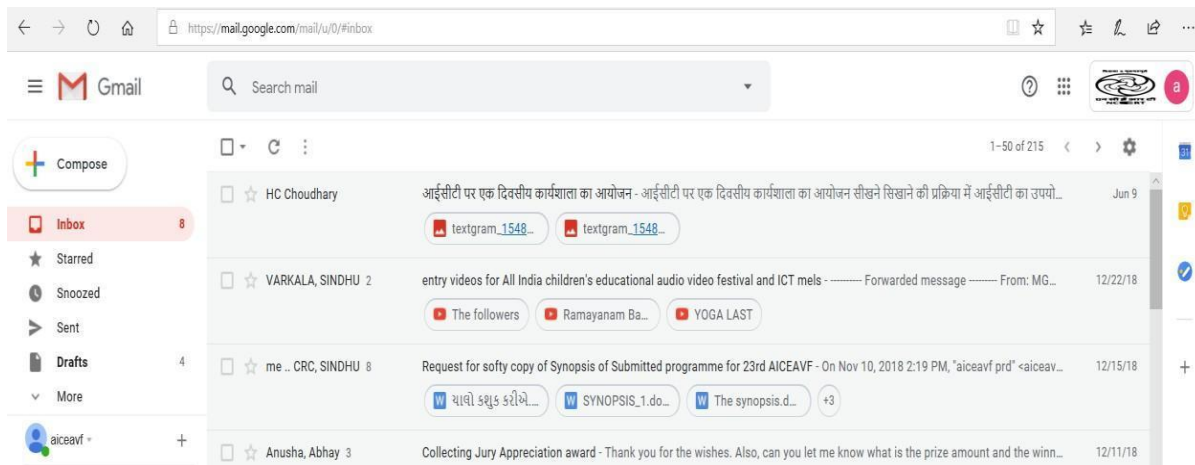 https://mail.google.com/mail/u/0/#inbox
Gmail
Search mail
a
Compose
1–50 of 215
31
HC Choudhary आईसीटी पर एक दिवसीय कार्यशाला का आयोजन - आईसीटी पर एक दिवसीय कार्यशाला का आयोजन सीखने सिखाने की प्रक्रिया में आईसीटी का उपयो... Jun 9
textgram_1548... textgram_1548...
Inbox 8
Starred
VARKALA, SINDHU 2 entry videos for All India children's educational audio video festival and ICT mels - ---------- Forwarded message --------- From: MG... 12/22/18
Snoozed
The followers Ramayanam Ba... YOGA LAST
Sent
Drafts 4
me .. CRC, SINDHU 8 Request for softy copy of Synopsis of Submitted programme for 23rd AICEAVF - On Nov 10, 2018 2:19 PM, "aiceavf prd" <aiceav... 12/15/18
More
W ચાલો કશુક કરીએ.... W SYNOPSIS_1.do... W The synopsis.d... +3
aiceavf
Anusha, Abhay 3 Collecting Jury Appreciation award - Thank you for the wishes. Also, can you let me know what is the prize amount and the winn... 12/11/18